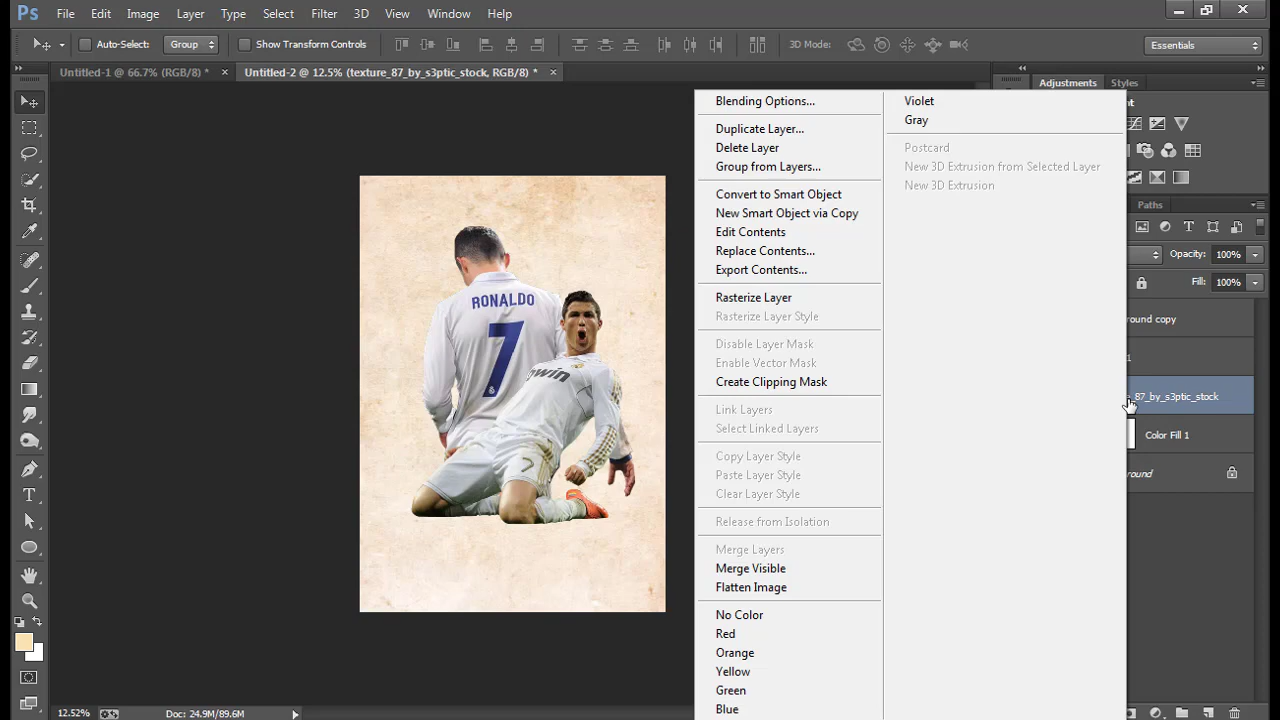 Ps File Edit Image Layer Type Select Filter 3D View Window Help
Auto-Select: Group Show Transform Controls 3D Mode: Essentials
Untitled-1 @ 66.7% (RGB/8) * × Untitled-2 @ 12.5% (texture_87_by_s3ptic_stock, RGB/8) * ×
Adjustments Styles
Blending Options...
Duplicate Layer...
Delete Layer
Group from Layers...
Convert to Smart Object
New Smart Object via Copy
Edit Contents
Replace Contents...
Export Contents...
Rasterize Layer
Rasterize Layer Style
Disable Layer Mask
Enable Vector Mask
Create Clipping Mask
Link Layers
Select Linked Layers
Copy Layer Style
Paste Layer Style
Clear Layer Style
Release from Isolation
Merge Layers
Merge Visible
Flatten Image
No Color
Red
Orange
Yellow
Green
Blue
Violet
Gray
Postcard
New 3D Extrusion from Selected Layer
New 3D Extrusion
nt
Paths
Opacity: 100%
Fill: 100%
ound copy
1
_87_by_s3ptic_stock
Color Fill 1
round
RONALDO
7
bwin
T
12.52% Doc: 24.9M/89.6M